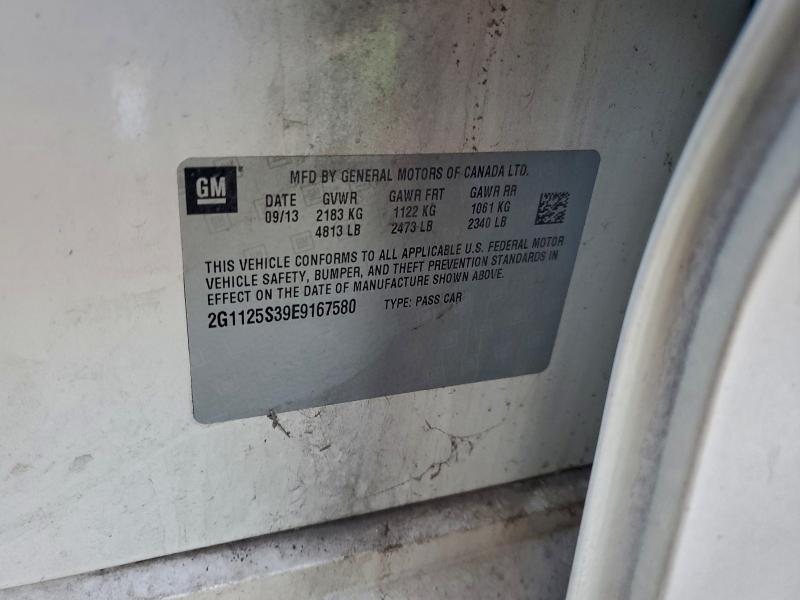 GM
MFD BY GENERAL MOTORS OF CANADA LTD.
DATE GVWR GAWR FRT GAWR RR
09/13 2183 KG 1122 KG 1061 KG
4813 LB 2473 LB 2340 LB
THIS VEHICLE CONFORMS TO ALL APPLICABLE U.S. FEDERAL MOTOR
VEHICLE SAFETY, BUMPER, AND THEFT PREVENTION STANDARDS IN
EFFECT ON THE DATE OF MANUFACTURE SHOWN ABOVE.
2G1125S39E9167580 TYPE: PASS CAR